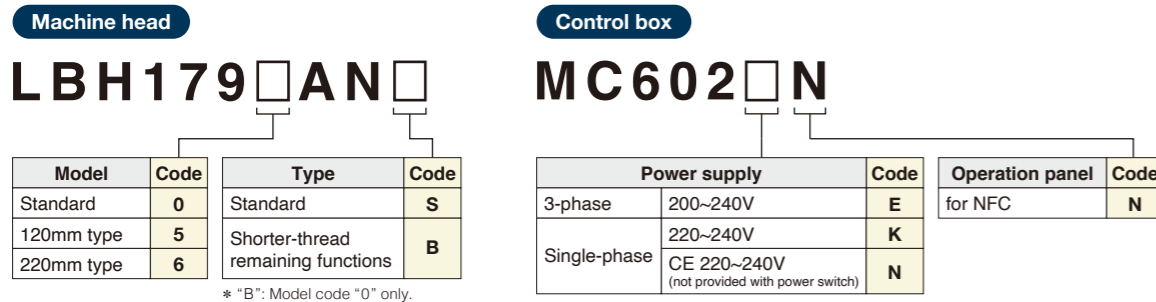 Machine head
LBH179□AN□
Model Code
Standard 0
120mm type 5
220mm type 6
Type Code
Standard S
Shorter-thread
remaining functions B
* “B”: Model code “0” only.
Control box
MC602□N
Power supply Code
3-phase 200~240V E
Single-phase 220~240V K
CE 220~240V N
(not provided with power switch)
Operation panel Code
for NFC N